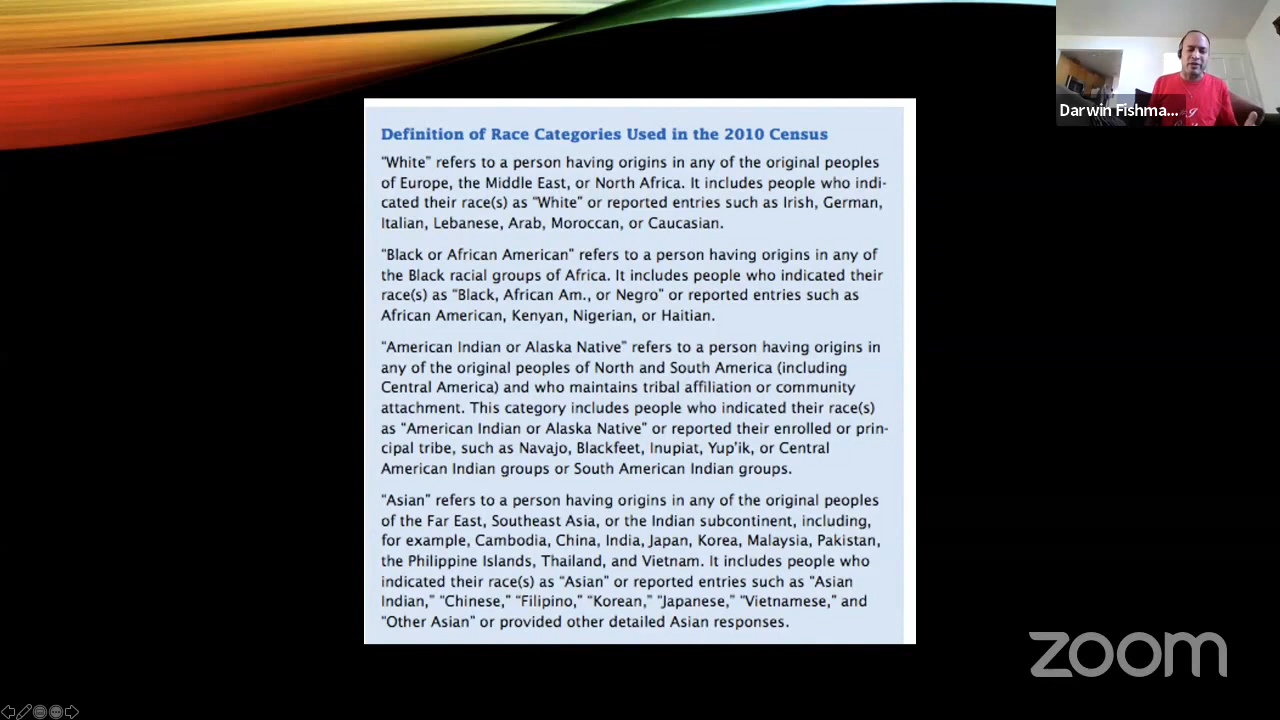 Darwin Fishma...
Definition of Race Categories Used in the 2010 Census
"White" refers to a person having origins in any of the original peoples
of Europe, the Middle East, or North Africa. It includes people who indi-
cated their race(s) as "White" or reported entries such as Irish, German,
Italian, Lebanese, Arab, Moroccan, or Caucasian.
"Black or African American" refers to a person having origins in any of
the Black racial groups of Africa. It includes people who indicated their
race(s) as "Black, African Am., or Negro" or reported entries such as
African American, Kenyan, Nigerian, or Haitian.
"American Indian or Alaska Native" refers to a person having origins in
any of the original peoples of North and South America (including
Central America) and who maintains tribal affiliation or community
attachment. This category includes people who indicated their race(s)
as "American Indian or Alaska Native" or reported their enrolled or prin-
cipal tribe, such as Navajo, Blackfeet, Inupiat, Yup'ik, or Central
American Indian groups or South American Indian groups.
"Asian" refers to a person having origins in any of the original peoples
of the Far East, Southeast Asia, or the Indian subcontinent, including,
for example, Cambodia, China, India, Japan, Korea, Malaysia, Pakistan,
the Philippine Islands, Thailand, and Vietnam. It includes people who
indicated their race(s) as "Asian" or reported entries such as "Asian
Indian," "Chinese," "Filipino," "Korean," "Japanese," "Vietnamese," and
"Other Asian" or provided other detailed Asian responses.
zoom